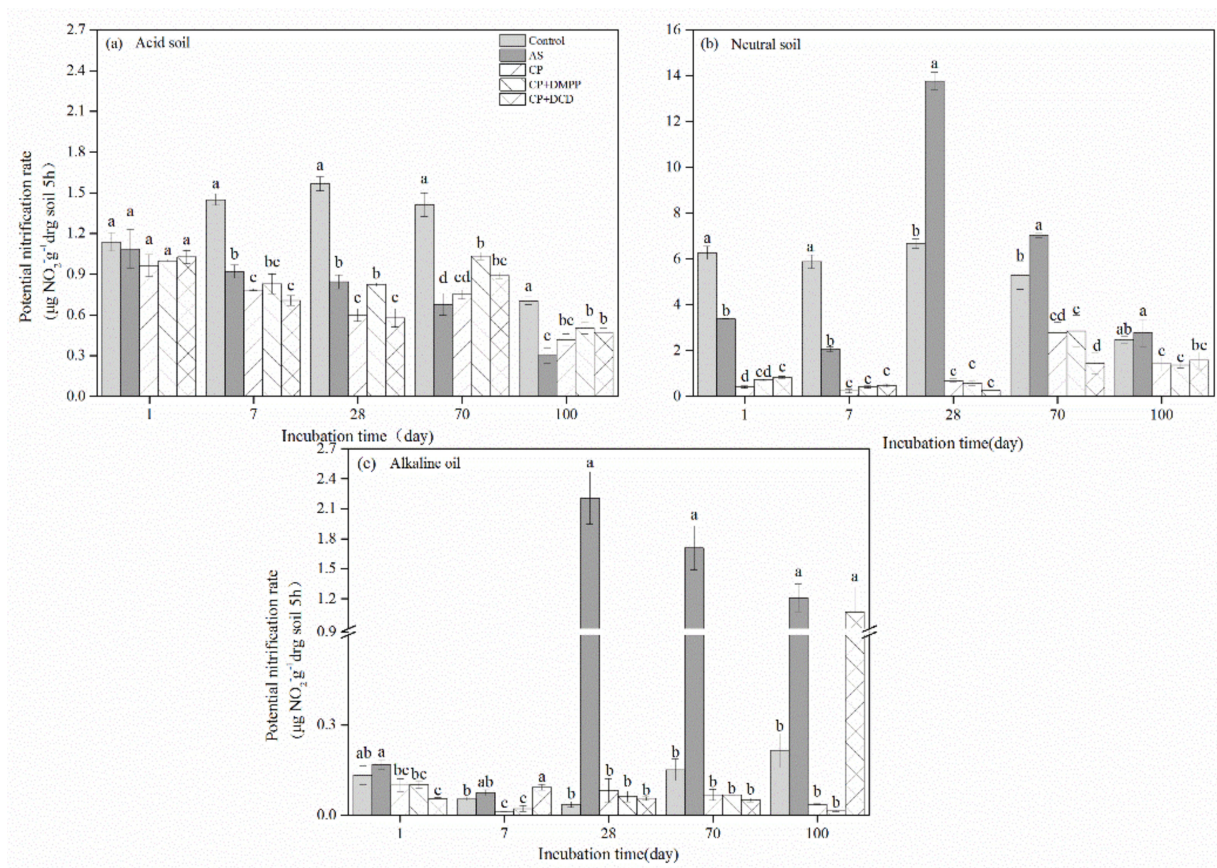 (a) Acid soil
Control
AS
CP
CP+DMPP
CP+DCD
2.7
2.4
2.1
1.8
1.5
1.2
0.9
0.6
0.3
0.0
Potential nitrification rate
(μg NO3-g-1drg soil 5h)
a a a a a
a b c bc c
a b c b c
a d cd b bc
a c bc b b
1 7 28 70 100
Incubation time（day)
(b) Neutral soil
16
14
12
10
8
6
4
2
0
a b d cd c
a b c c c
b a c c c
b a cd c d
ab a c c bc
1 7 28 70 100
Incubation time(day)
(c) Alkaline oil
2.7
2.4
2.1
1.8
1.5
1.2
0.9
0.3
0.0
Potential nitrification rate
(μg NO2-g-1drg soil 5h)
ab a bc bc c
b ab c c a
b a b b b
b a b b b
b a b b a
1 7 28 70 100
Incubation time(day)